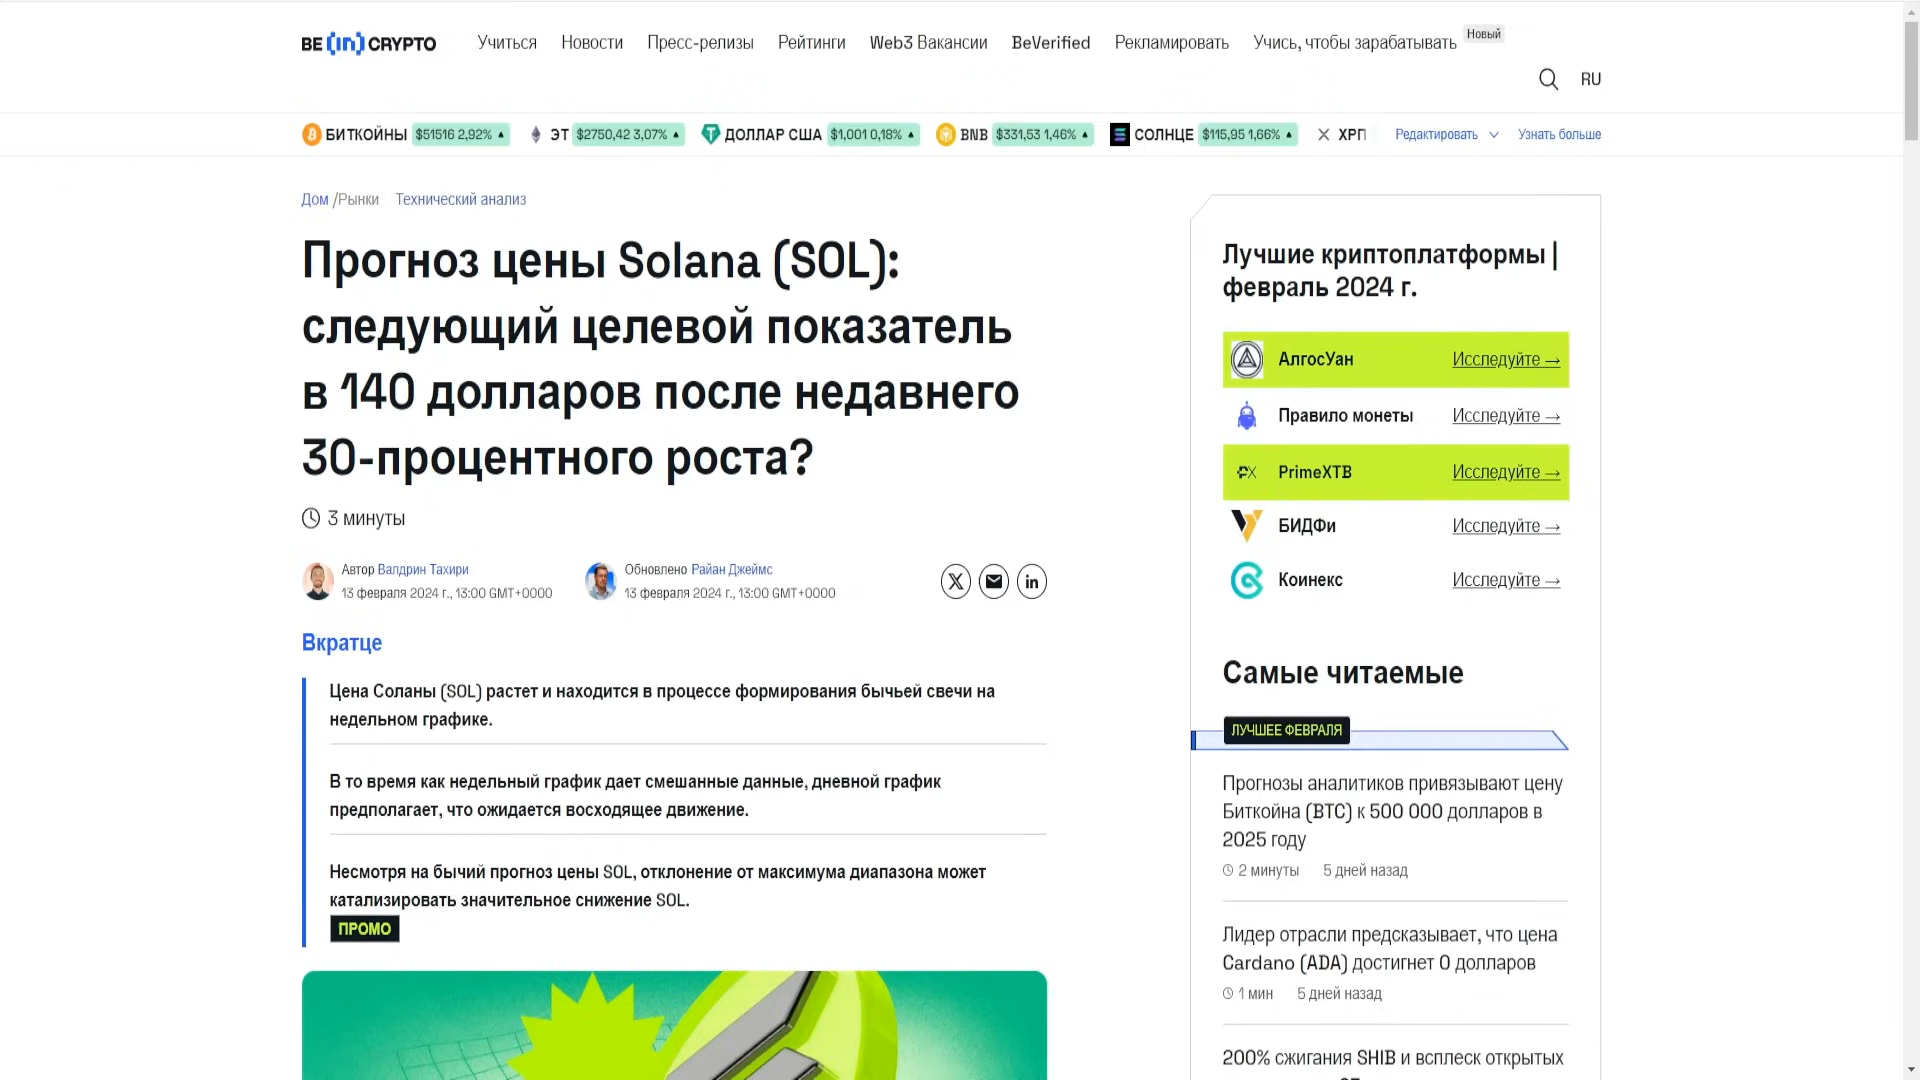 BE[in]CRYPTO
Учиться
Новости
Пресс-релизы
Рейтинги
Web3 Вакансии
BeVerified
Рекламировать
Учись, чтобы зарабатывать
Новый
RU
БИТКОЙНЫ $51516 2,92% ▲
ЭТ $2750,42 3,07% ▲
ДОЛЛАР США $1,001 0,18% ▲
BNB $331,53 1,46% ▲
СОЛНЦЕ $115,95 1,66% ▲
ХРП
Редактировать
Узнать больше
Дом /Рынки Технический анализ
Прогноз цены Solana (SOL):
следующий целевой показатель
в 140 долларов после недавнего
30-процентного роста?
3 минуты
Автор Валдрин Тахири
13 февраля 2024 г., 13:00 GMT+0000
Обновлено Райан Джеймс
13 февраля 2024 г., 13:00 GMT+0000
Вкратце
Цена Соланы (SOL) растет и находится в процессе формирования бычьей свечи на
недельном графике.
В то время как недельный график дает смешанные данные, дневной график
предполагает, что ожидается восходящее движение.
Несмотря на бычий прогноз цены SOL, отклонение от максимума диапазона может
катализировать значительное снижение SOL.
ПРОМО
Лучшие криптоплатформы |
февраль 2024 г.
АлгосУан Исследуйте →
Правило монеты Исследуйте →
PrimeXTB Исследуйте →
БИДФи Исследуйте →
Коинекс Исследуйте →
Самые читаемые
ЛУЧШЕЕ ФЕВРАЛЯ
Прогнозы аналитиков привязывают цену
Биткойна (BTC) к 500 000 долларов в
2025 году
2 минуты 5 дней назад
Лидер отрасли предсказывает, что цена
Cardano (ADA) достигнет 0 долларов
1 мин 5 дней назад
200% сжигания SHIB и всплеск открытых